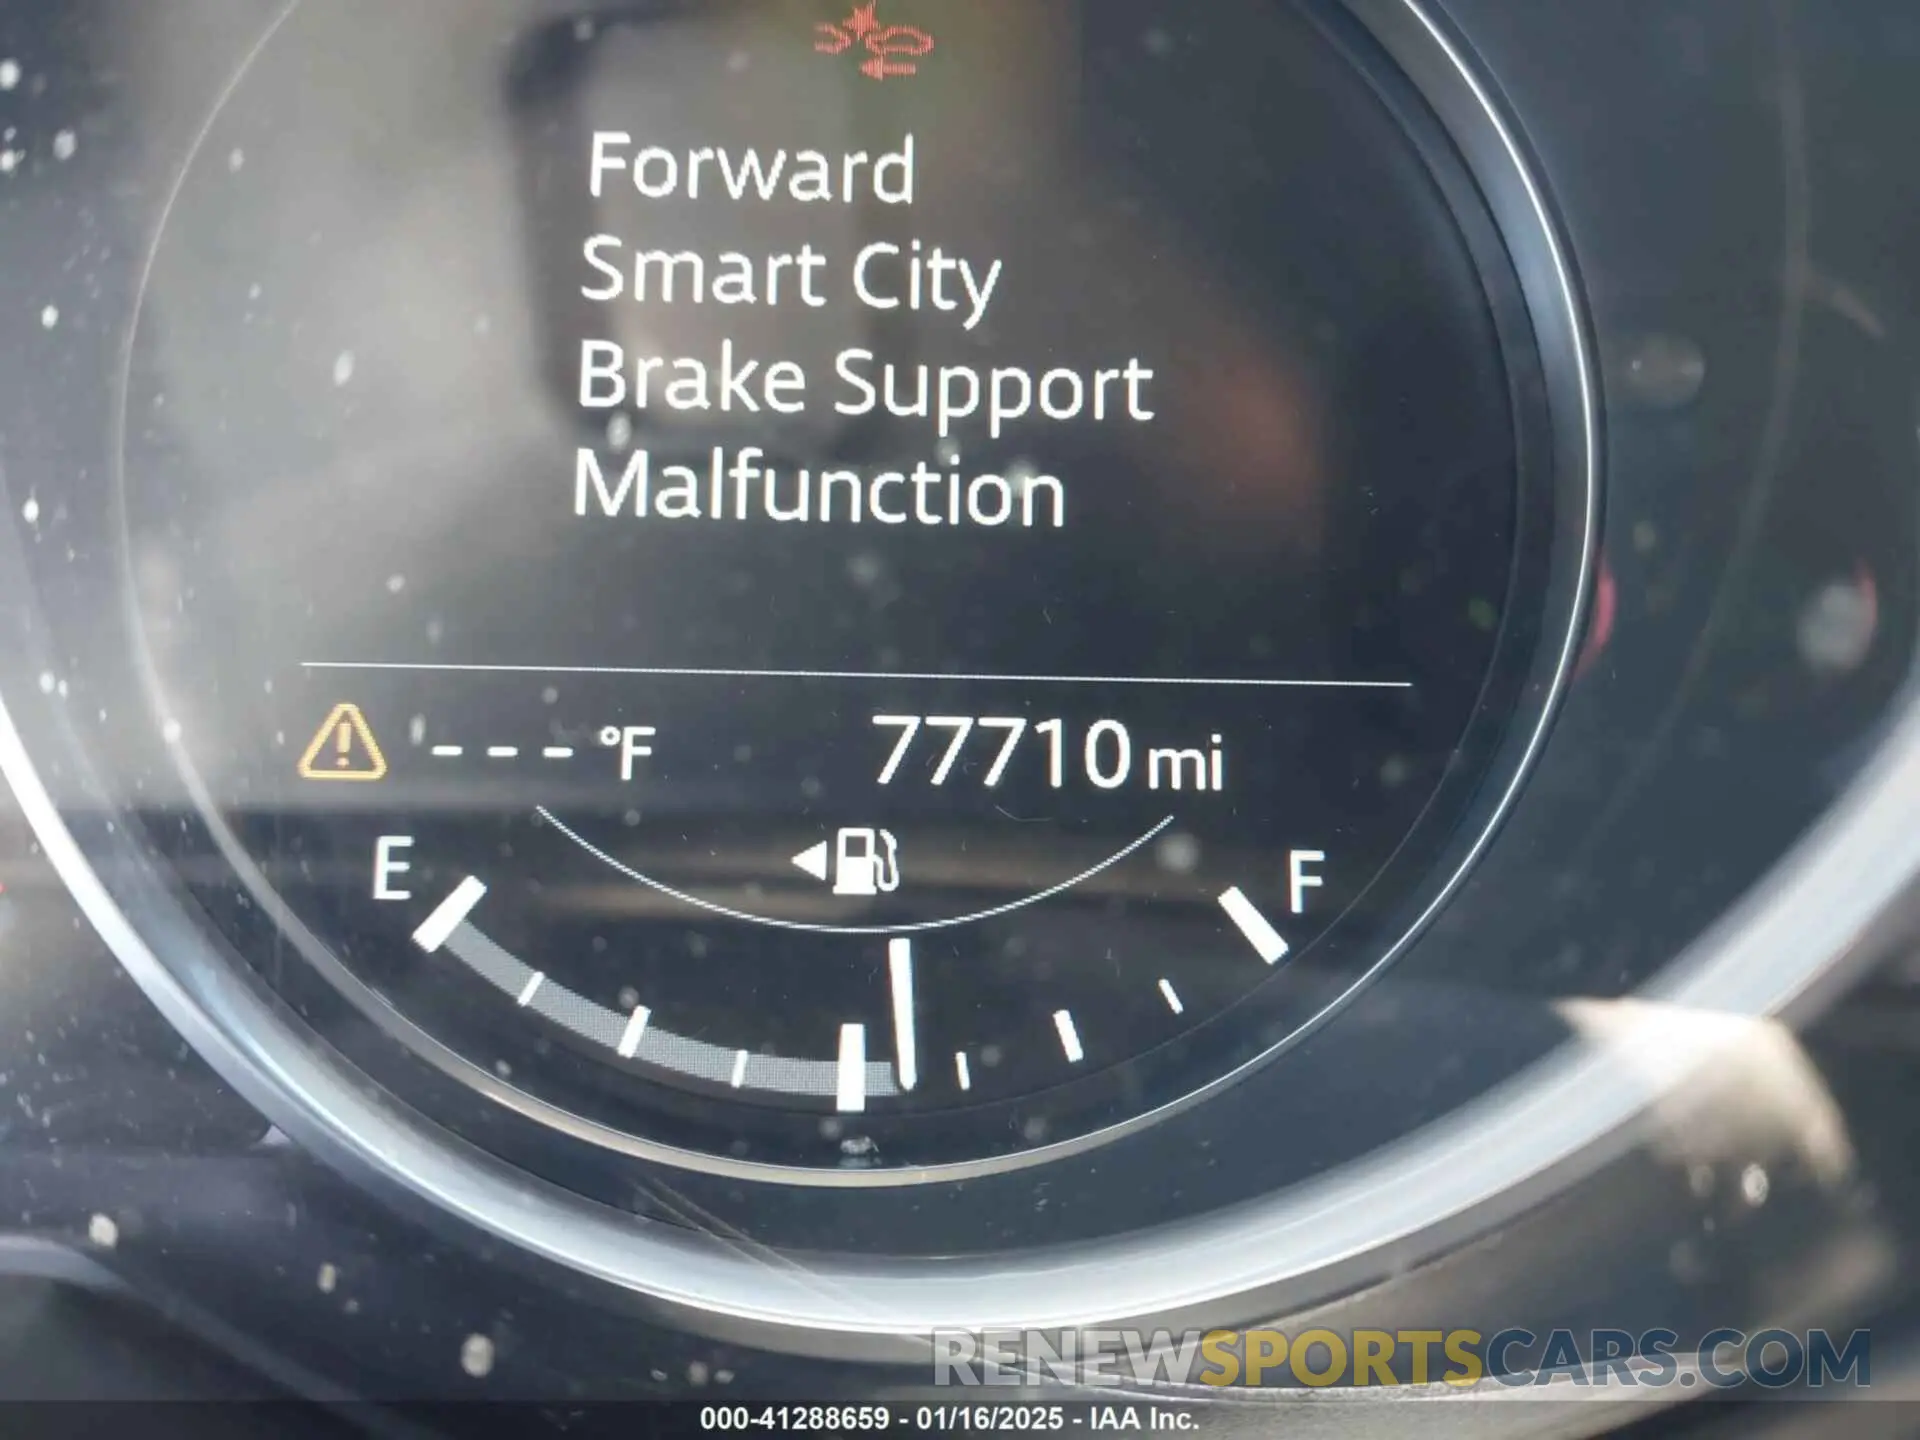 Forward
Smart City
Brake Support
Malfunction
--- °F 77710 mi
E F
RENEWSPORTSCARS.COM
000-41288659 - 01/16/2025 - IAA Inc.